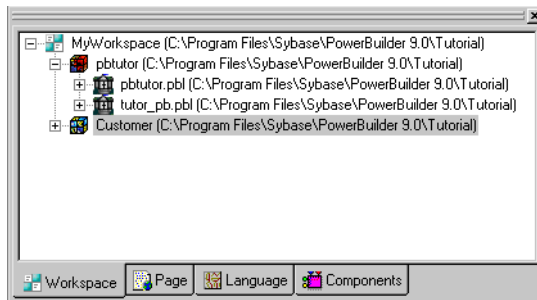 MyWorkspace (C:\Program Files\Sybase\PowerBuilder 9.0\Tutorial)
pbtutor (C:\Program Files\Sybase\PowerBuilder 9.0\Tutorial)
pbtutor.pbl (C:\Program Files\Sybase\PowerBuilder 9.0\Tutorial)
tutor_pb.pbl (C:\Program Files\Sybase\PowerBuilder 9.0\Tutorial)
Customer (C:\Program Files\Sybase\PowerBuilder 9.0\Tutorial)
Workspace Page Language Components